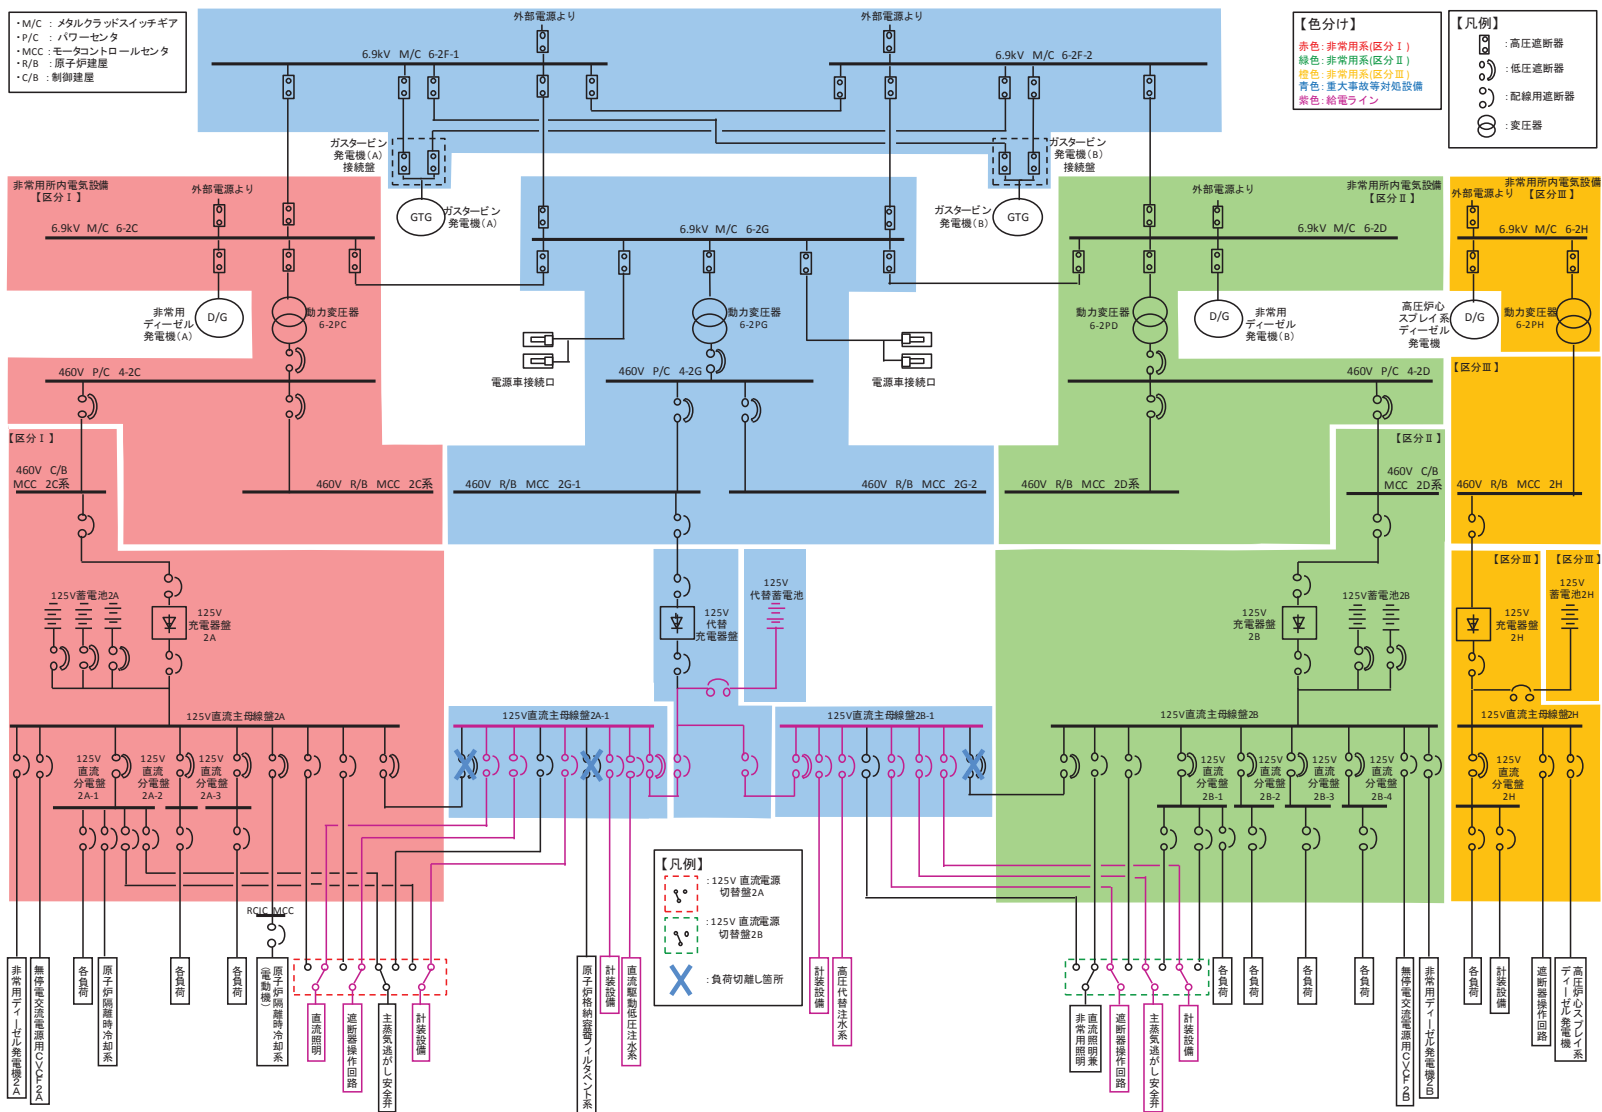 ・M/C ： メタルクラッドスイッチギア
・P/C ： パワーセンタ
・MCC ：モータコントロールセンタ
・R/B ：原子炉建屋
・C/B ：制御建屋
外部電源より
外部電源より
6.9kV M/C 6-2F-1
6.9kV M/C 6-2F-2
【色分け】
赤色：非常用系(区分Ⅰ)
緑色：非常用系(区分Ⅱ)
橙色：非常用系(区分Ⅲ)
青色：重大事故等対処設備
紫色：給電ライン
【凡例】
：高圧遮断器
：低圧遮断器
：配線用遮断器
：変圧器
ガスタービン
発電機(A)
接続盤
ガスタービン
発電機(B)
接続盤
GTG
ガスタービン
発電機(A)
ガスタービン
発電機(B)
GTG
非常用所内電気設備
【区分Ⅰ】
外部電源より
6.9kV M/C 6-2C
6.9kV M/C 6-2G
外部電源より
非常用所内電気設備
【区分Ⅱ】
6.9kV M/C 6-2D
非常用所内電気設備
外部電源より 【区分Ⅲ】
6.9kV M/C 6-2H
非常用
ディーゼル
発電機(A)
D/G
動力変圧器
6-2PC
動力変圧器
6-2PG
動力変圧器
6-2PD
D/G
非常用
ディーゼル
発電機(B)
高圧炉心
スプレイ系
ディーゼル
発電機
D/G
動力変圧器
6-2PH
電源車接続口
電源車接続口
460V P/C 4-2C
460V P/C 4-2G
460V P/C 4-2D
【区分Ⅲ】
【区分Ⅰ】
【区分Ⅱ】
460V C/B
MCC 2C系
460V R/B MCC 2C系
460V R/B MCC 2G-1
460V R/B MCC 2G-2
460V R/B MCC 2D系
460V C/B
MCC 2D系
460V R/B MCC 2H
【区分Ⅲ】
【区分Ⅲ】
125V蓄電池2A
125V
充電器盤
2A
125V
代替
充電器盤
125V
代替蓄電池
125V
充電器盤
2B
125V蓄電池2B
125V
充電器盤
2H
125V
蓄電池2H
125V直流主母線盤2A
125V直流主母線盤2A-1
125V直流主母線盤2B-1
125V直流主母線盤2B
125V直流主母線盤2H
125V
直流
分電盤
2A-1
125V
直流
分電盤
2A-2
125V
直流
分電盤
2A-3
125V
直流
分電盤
2B-1
125V
直流
分電盤
2B-2
125V
直流
分電盤
2B-3
125V
直流
分電盤
2B-4
125V
直流
分電盤
2H
【凡例】
：125V 直流電源
切替盤2A
：125V 直流電源
切替盤2B
：負荷切離し箇所
RCIC MCC
非常用ディーゼル発電機2A
無停電交流電源用CVCF2A
各負荷
原子炉隔離時冷却系
各負荷
各負荷
原子炉隔離時冷却系
(電動機)
直流照明
遮断器操作回路
主蒸気逃がし安全弁
計装設備
原子炉格納容器フィルタベント系
計装設備
直流駆動低圧注水系
計装設備
高圧代替注水系
直流照明兼
非常用照明
遮断器操作回路
主蒸気逃がし安全弁
計装設備
各負荷
各負荷
各負荷
各負荷
無停電交流電源用CVCF2B
非常用ディーゼル発電機2B
各負荷
計装設備
遮断器操作回路
高圧炉心スプレイ系
ディーゼル発電機